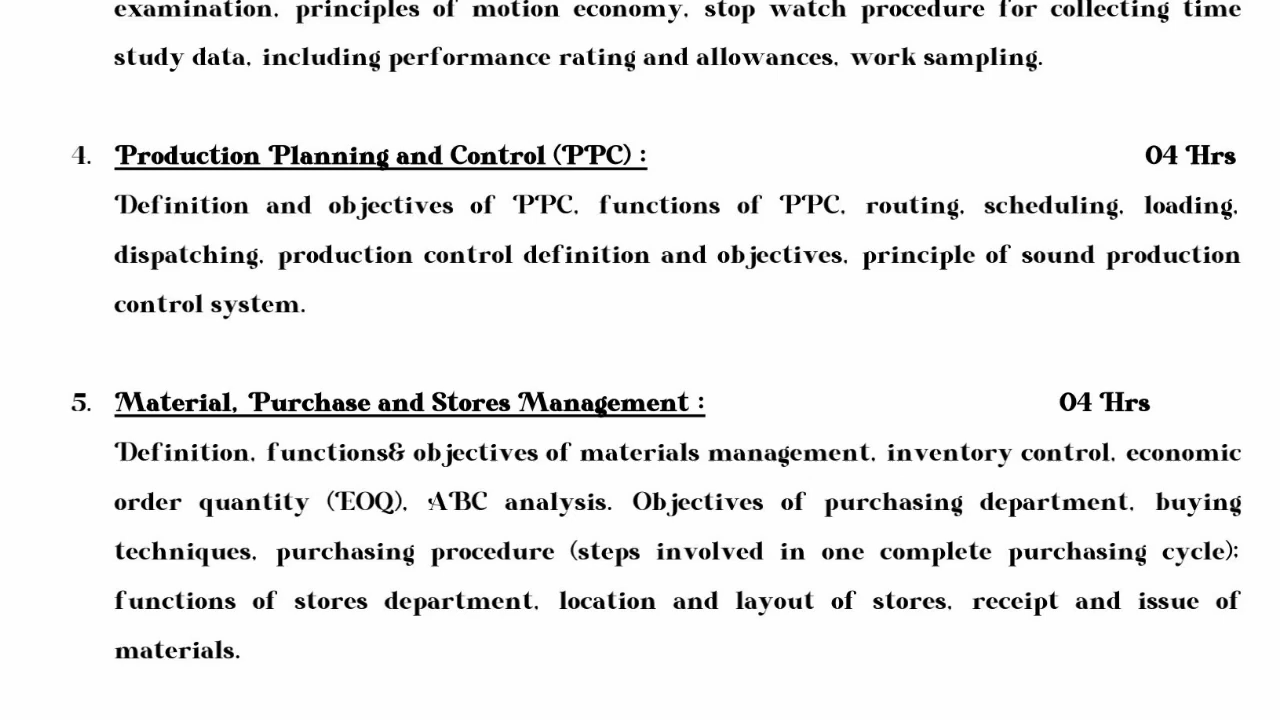 examination, principles of motion economy, stop watch procedure for collecting time
study data, including performance rating and allowances, work sampling.
4. Production Planning and Control (PPC) : 04 Hrs
Definition and objectives of PPC, functions of PPC, routing, scheduling, loading,
dispatching, production control definition and objectives, principle of sound production
control system.
5. Material, Purchase and Stores Management : 04 Hrs
Definition, functions& objectives of materials management, inventory control, economic
order quantity (EOQ), ABC analysis. Objectives of purchasing department, buying
techniques, purchasing procedure (steps involved in one complete purchasing cycle);
functions of stores department, location and layout of stores, receipt and issue of
materials.